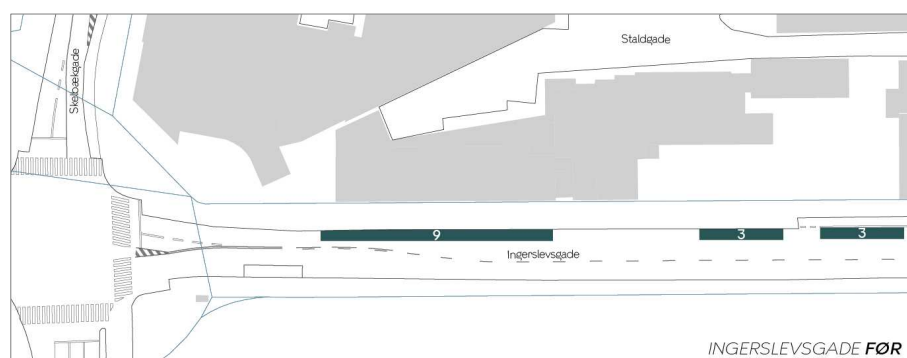 Skelbækgade
Staldgade
9
3
3
Ingerslevsgade
INGERSLEVSGADE FØR